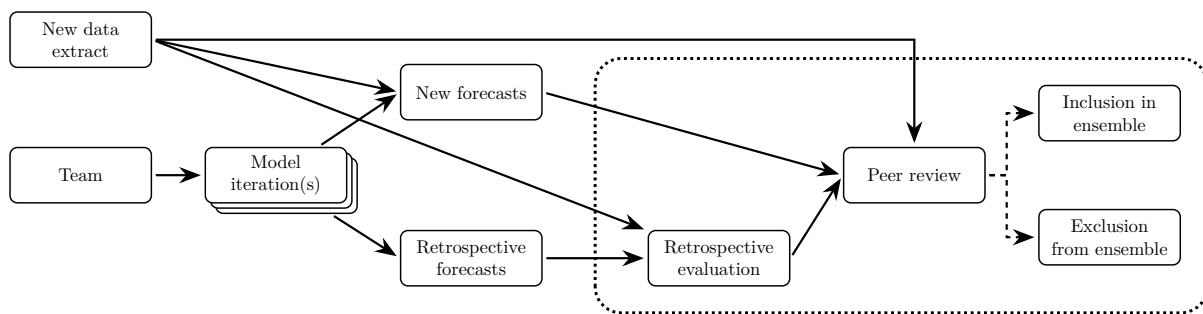 New data
extract
New forecasts
Inclusion in
ensemble
Team
Model
iteration(s)
Peer review
Retrospective
forecasts
Retrospective
evaluation
Exclusion
from ensemble